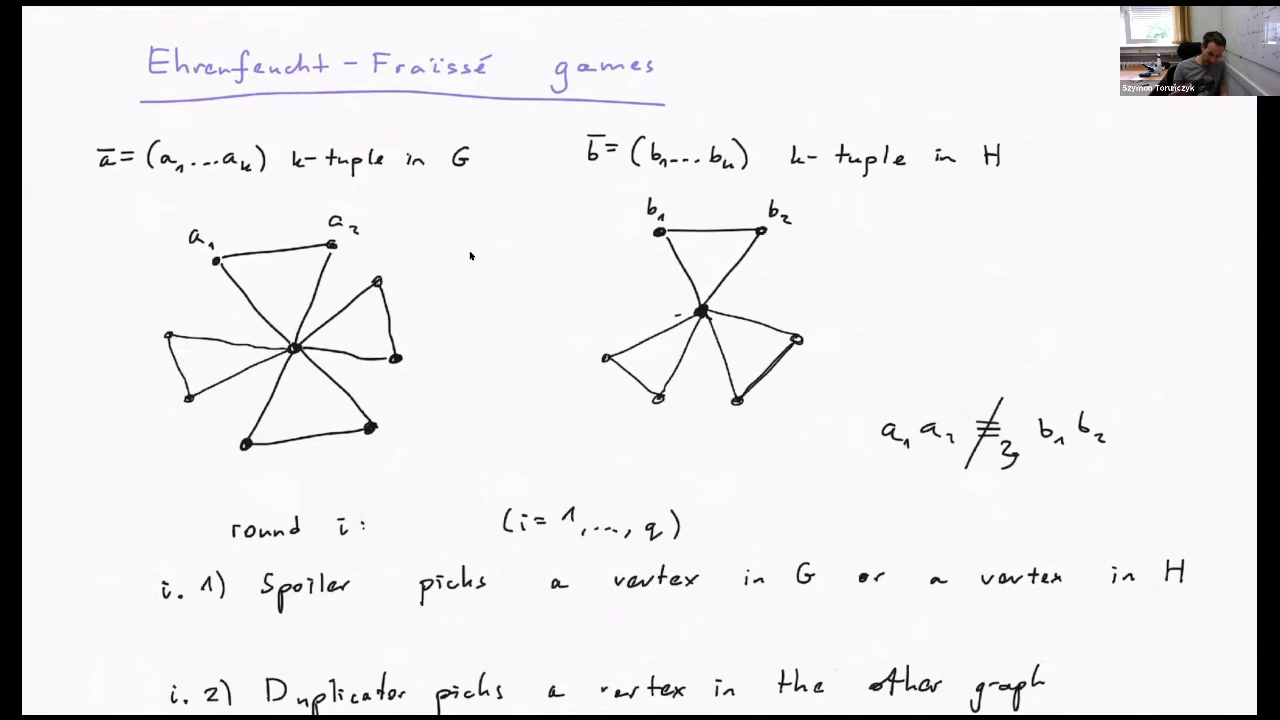 Ehrenfeucht - Fraïssé games
Szymon Toruńczyk
a̅ = (a₁ ... aₖ) k-tuple in G
b̅ = (b₁ ... bₖ) k-tuple in H
a₁
a₂
b₁
b₂
a₁ a₂ ≢₃ b₁ b₂
round i: (i = 1, ..., q)
i. 1) Spoiler picks a vertex in G or a vertex in H
i. 2) Duplicator picks a vertex in the other graph